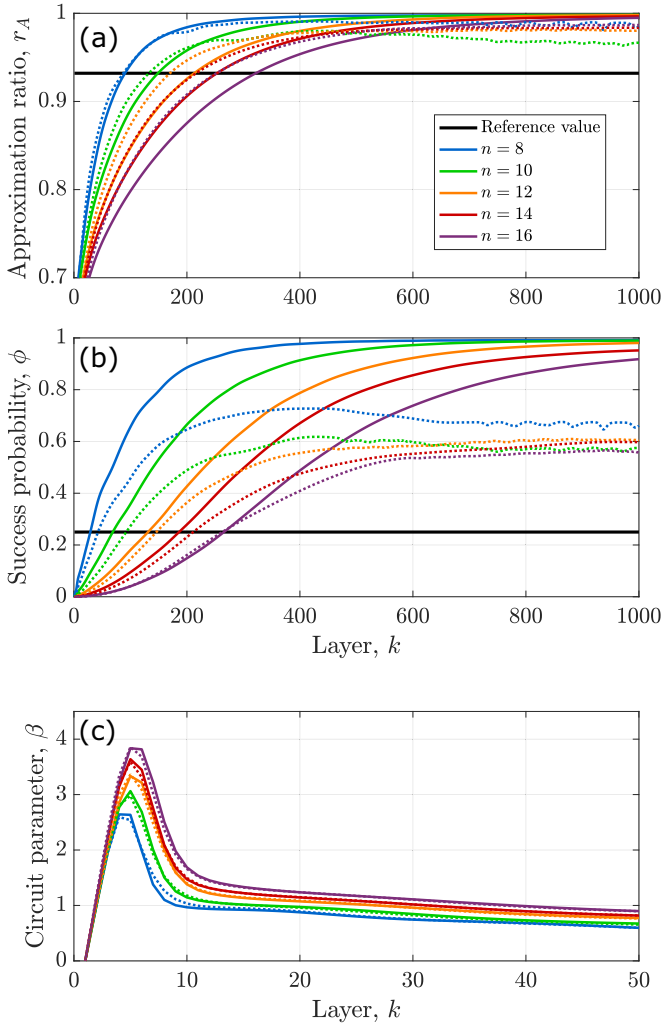 (a)
Approximation ratio, r_A
1
0.9
0.8
0.7
0 200 400 600 800 1000
Reference value
n = 8
n = 10
n = 12
n = 14
n = 16
(b)
Success probability, ϕ
1
0.8
0.6
0.4
0.2
0
0 200 400 600 800 1000
Layer, k
(c)
Circuit parameter, β
4
3
2
1
0
0 10 20 30 40 50
Layer, k